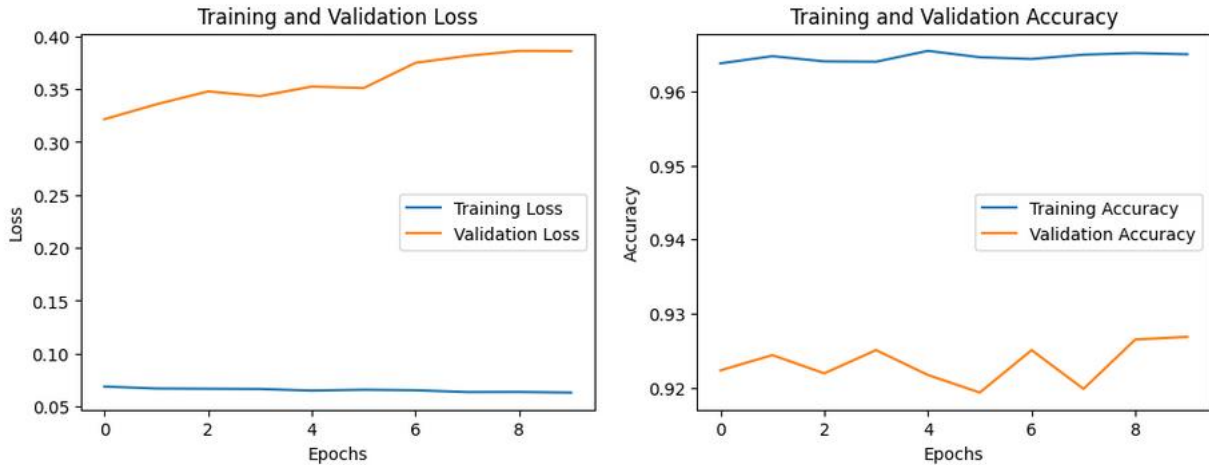 Training and Validation Loss
0.40
0.35
0.30
0.25
0.20
0.15
0.10
0.05
Loss
Training Loss
Validation Loss
0 2 4 6 8
Epochs
Training and Validation Accuracy
0.96
0.95
0.94
0.93
0.92
Accuracy
Training Accuracy
Validation Accuracy
0 2 4 6 8
Epochs